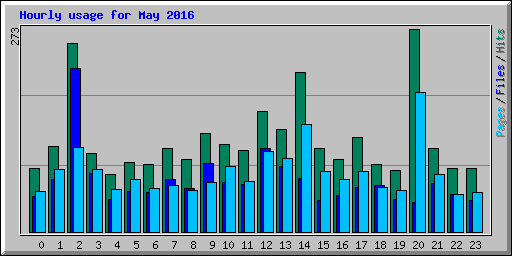 Hourly usage for May 2016
273
Pages/Files/Hits
0 1 2 3 4 5 6 7 8 9 10 11 12 13 14 15 16 17 18 19 20 21 22 23